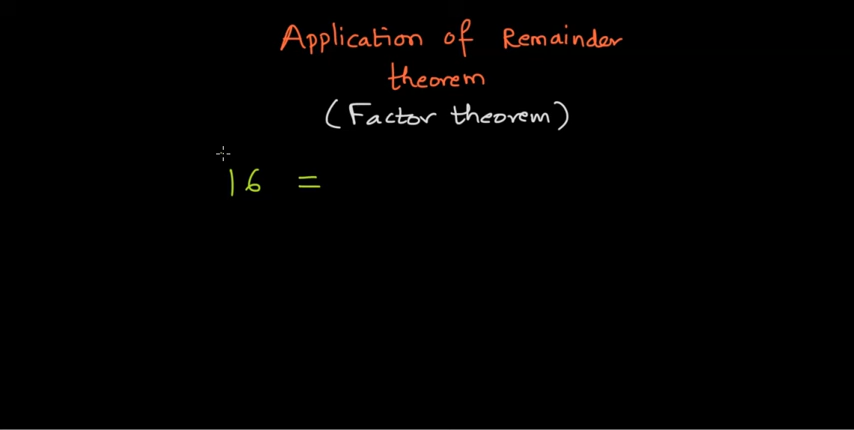 Application of Remainder
theorem
(Factor theorem)
16 =